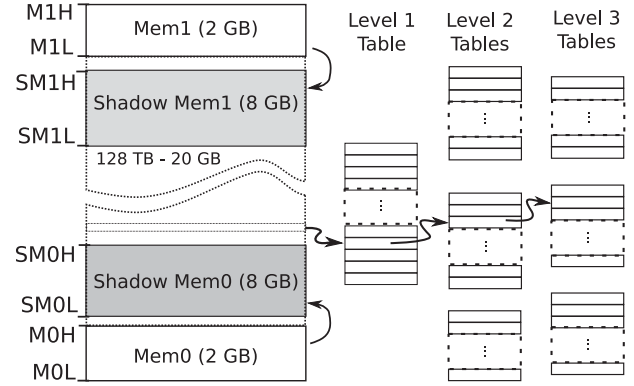 M1H
Mem1 (2 GB)
M1L
SM1H
Shadow Mem1 (8 GB)
SM1L
128 TB - 20 GB
SM0H
Shadow Mem0 (8 GB)
SM0L
M0H
Mem0 (2 GB)
M0L
Level 1
Table
...
Level 2
Tables
...
...
...
Level 3
Tables
...
...
...